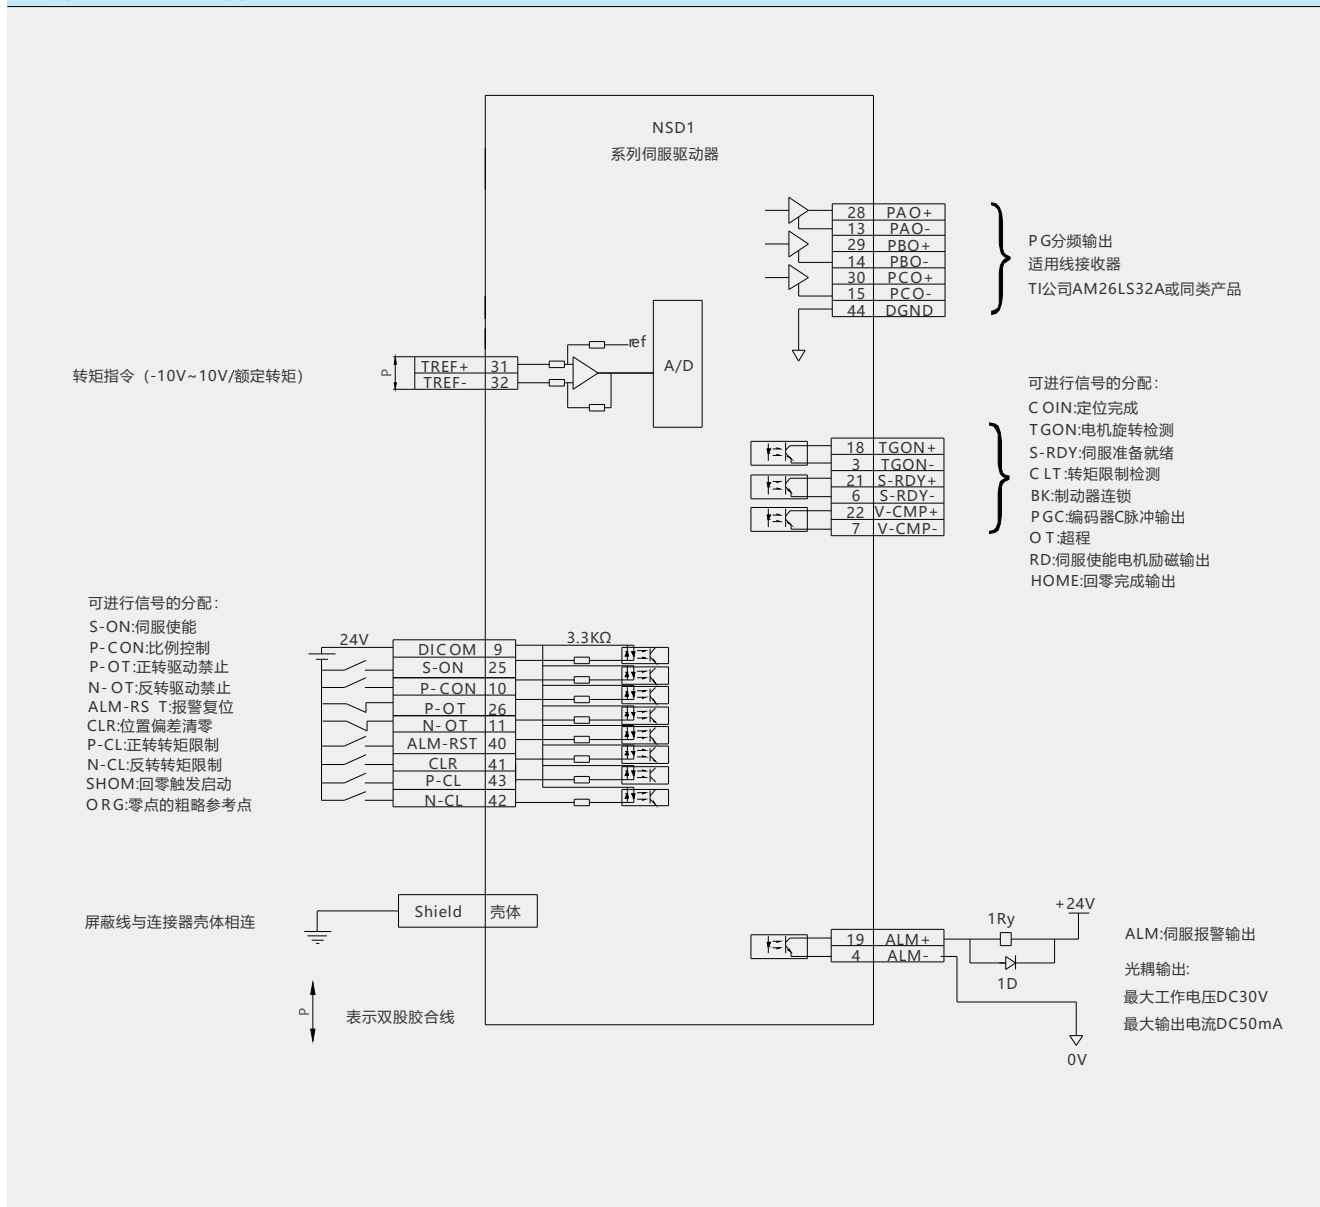 NSD1
系列伺服驱动器
28 PAO+
13 PAO-
29 PBO+
14 PBO-
30 PCO+
15 PCO-
44 DGND
PG分频输出
适用线接收器
TI公司AM26LS32A或同类产品
转矩指令（-10V~10V/额定转矩）
P
TREF+ 31
TREF- 32
ref
A/D
18 TGON+
3 TGON-
21 S-RDY+
6 S-RDY-
22 V-CMP+
7 V-CMP-
可进行信号的分配：
COIN:定位完成
TGON:电机旋转检测
S-RDY:伺服准备就绪
CLT:转矩限制检测
BK:制动器连锁
PGC:编码器C脉冲输出
OT:超程
RD:伺服使能电机励磁输出
HOME:回零完成输出
可进行信号的分配：
S-ON:伺服使能
P-CON:比例控制
P-OT:正转驱动禁止
N-OT:反转驱动禁止
ALM-RS T:报警复位
CLR:位置偏差清零
P-CL:正转转矩限制
N-CL:反转转矩限制
SHOM:回零触发启动
ORG:零点的粗略参考点
24V
DICOM 9
S-ON 25
P-CON 10
P-OT 26
N-OT 11
ALM-RST 40
CLR 41
P-CL 43
N-CL 42
3.3KΩ
屏蔽线与连接器壳体相连
Shield 壳体
P
表示双股胶合线
19 ALM+
4 ALM-
1Ry
1D
+24V
0V
ALM:伺服报警输出
光耦输出:
最大工作电压DC30V
最大输出电流DC50mA